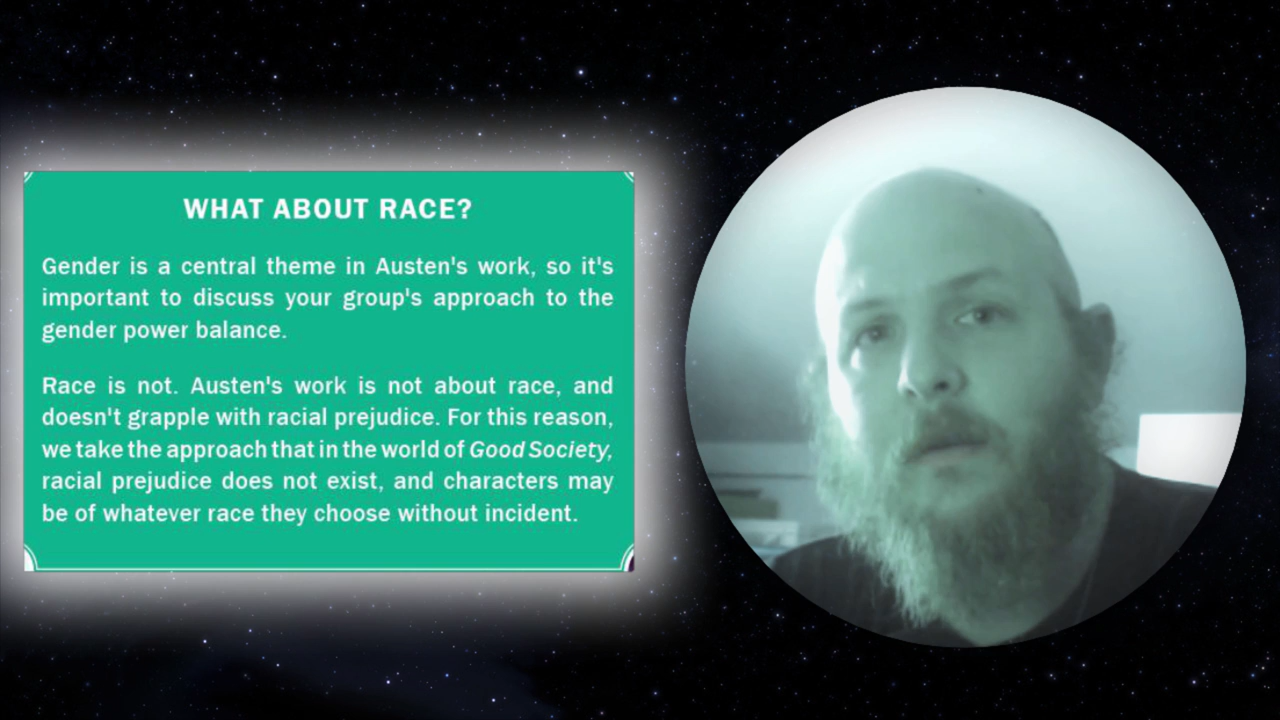 WHAT ABOUT RACE?
Gender is a central theme in Austen's work, so it's
important to discuss your group's approach to the
gender power balance.
Race is not. Austen's work is not about race, and
doesn't grapple with racial prejudice. For this reason,
we take the approach that in the world of Good Society,
racial prejudice does not exist, and characters may
be of whatever race they choose without incident.